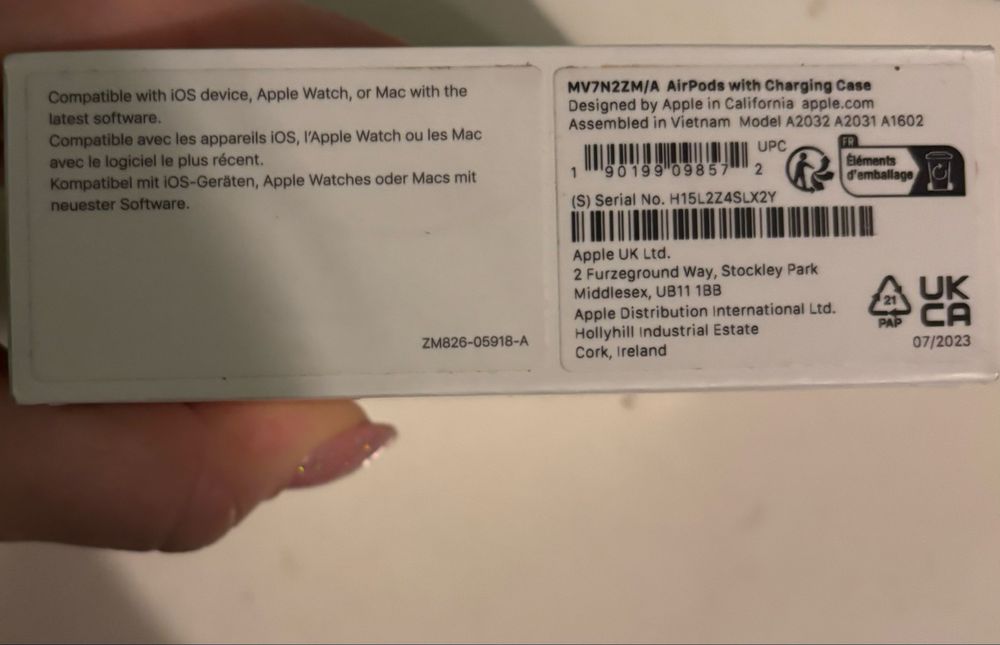 Compatible with iOS device, Apple Watch, or Mac with the
latest software.
Compatible avec les appareils iOS, l'Apple Watch ou les Mac
avec le logiciel le plus récent.
Kompatibel mit iOS-Geräten, Apple Watches oder Macs mit
neuester Software.
ZM826-05918-A
MV7N2ZM/A AirPods with Charging Case
Designed by Apple in California apple.com
Assembled in Vietnam Model A2032 A2031 A1602
UPC
1 90199 09857 2
FR
Éléments
d'emballage
(S) Serial No. H15L2Z4SLX2Y
Apple UK Ltd.
2 Furzeground Way, Stockley Park
Middlesex, UB11 1BB
Apple Distribution International Ltd.
Hollyhill Industrial Estate
Cork, Ireland
21
PAP
UK
CA
07/2023